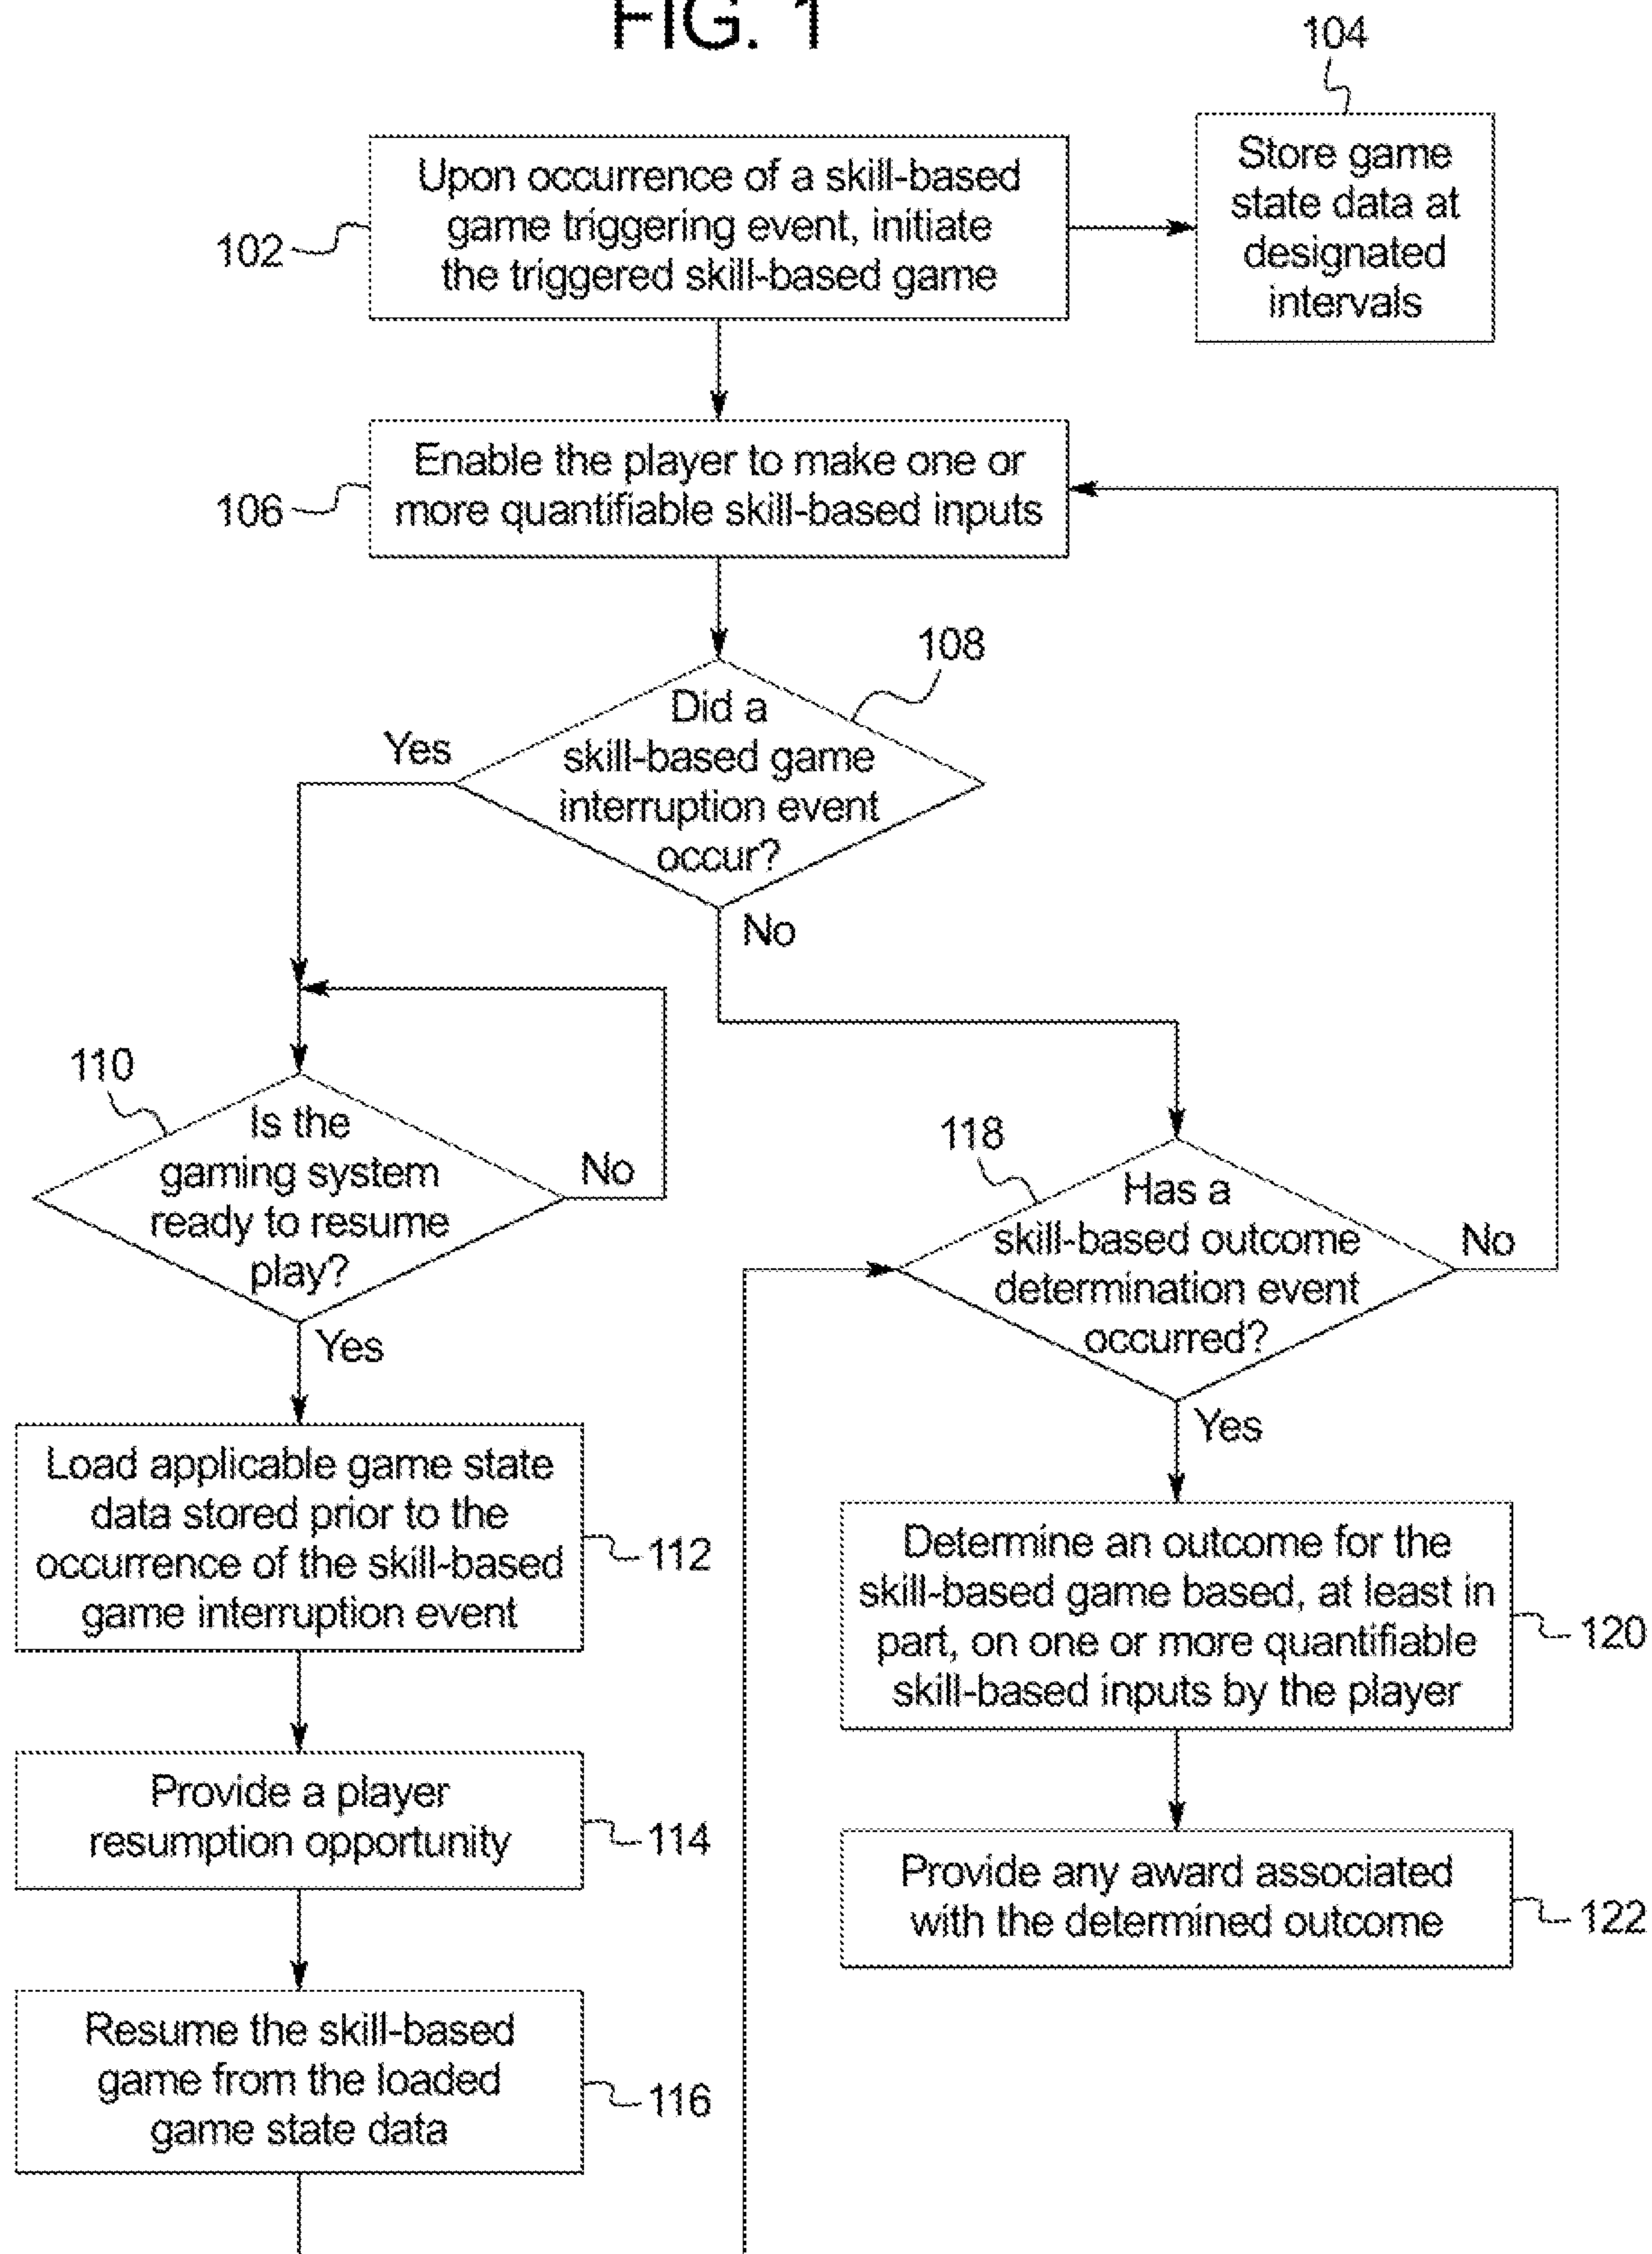 FIG. 1
104
Upon occurrence of a skill-based
game triggering event, initiate
the triggered skill-based game
102
Store game
state data at
designated
intervals
Enable the player to make one or
more quantifiable skill-based inputs
106
108
Did a
skill-based game
interruption event
occur?
Yes
No
110
Is the
gaming system
ready to resume
play?
No
Yes
118
Has a
skill-based outcome
determination event
occurred?
No
Yes
Load applicable game state
data stored prior to the
occurrence of the skill-based
game interruption event
112
Determine an outcome for the
skill-based game based, at least in
part, on one or more quantifiable
skill-based inputs by the player
120
Provide a player
resumption opportunity
114
Provide any award associated
with the determined outcome
122
Resume the skill-based
game from the loaded
game state data
116